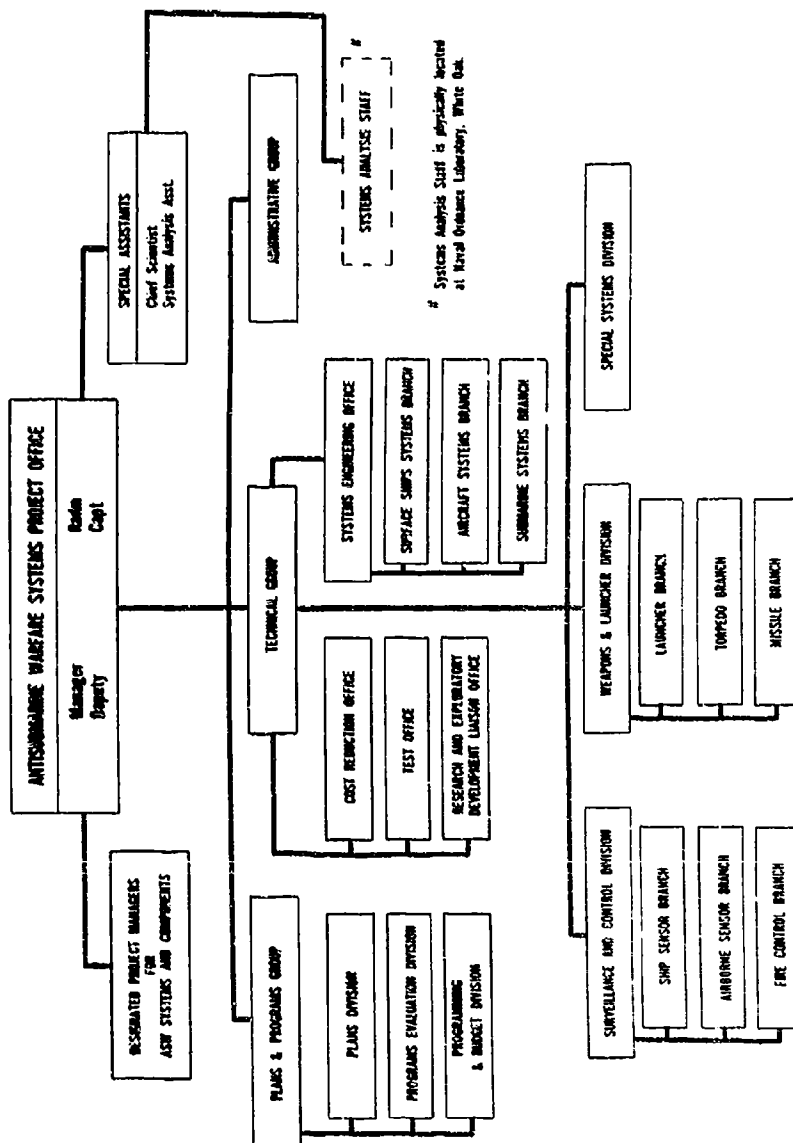 ANTISUBMARINE WARFARE SYSTEMS PROJECT OFFICE
Manager Radm
Deputy Capt
DESIGNATED PROJECT MANAGERS
FOR
ASW SYSTEMS AND COMPONENTS
SPECIAL ASSISTANTS
Chief Scientist
Systems Analysis Asst.
PLANS & PROGRAMS GROUP
PLANS DIVISION
PROGRAMS EVALUATION DIVISION
PROGRAMMING
& BUDGET DIVISION
TECHNICAL GROUP
COST REDUCTION OFFICE
TEST OFFICE
RESEARCH AND EXPLORATORY
DEVELOPMENT LIAISON OFFICE
SYSTEMS ENGINEERING OFFICE
SURFACE SHIPS SYSTEMS BRANCH
AIRCRAFT SYSTEMS BRANCH
SUBMARINE SYSTEMS BRANCH
ADMINISTRATIVE GROUP
SYSTEMS ANALYSIS STAFF #
# Systems Analysis Staff is physically located
at Naval Ordnance Laboratory, White Oak.
SURVEILLANCE AND CONTROL DIVISION
SHIP SENSOR BRANCH
AIRBORNE SENSOR BRANCH
FIRE CONTROL BRANCH
WEAPONS & LAUNCHER DIVISION
LAUNCHER BRANCH
TORPEDO BRANCH
MISSILE BRANCH
SPECIAL SYSTEMS DIVISION